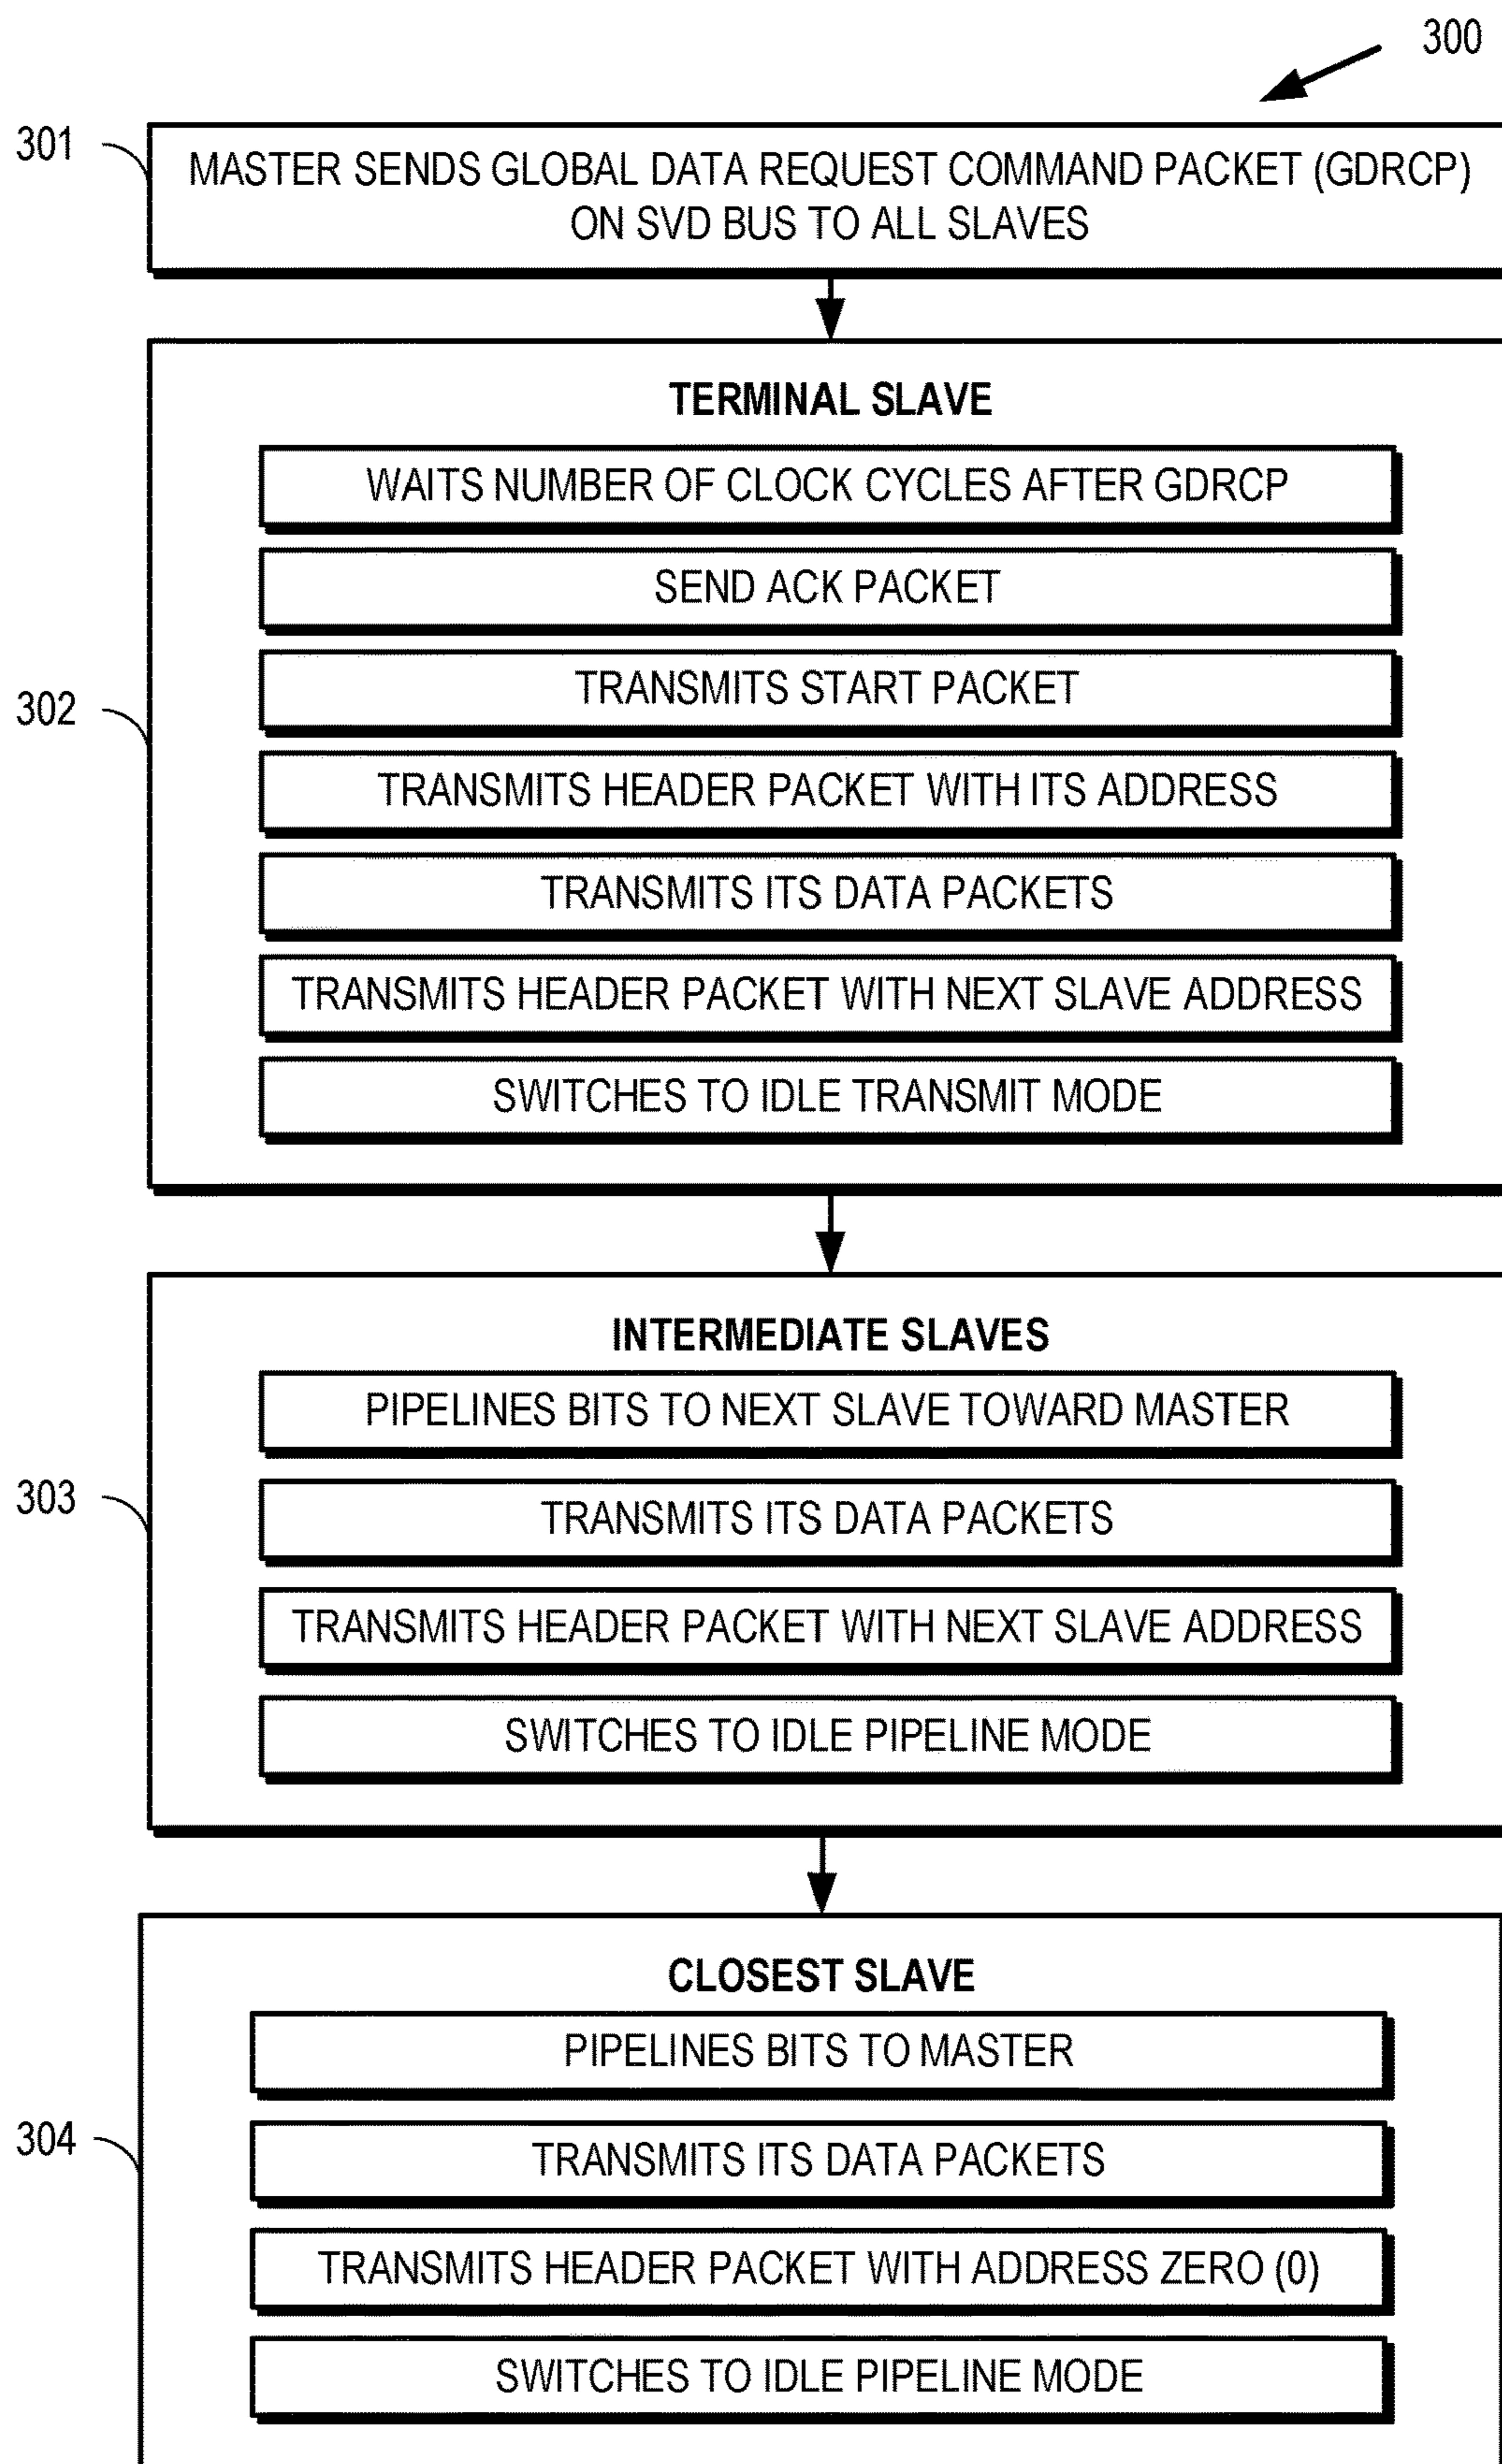 300
301
MASTER SENDS GLOBAL DATA REQUEST COMMAND PACKET (GDRCP)
ON SVD BUS TO ALL SLAVES
302
TERMINAL SLAVE
WAITS NUMBER OF CLOCK CYCLES AFTER GDRCP
SEND ACK PACKET
TRANSMITS START PACKET
TRANSMITS HEADER PACKET WITH ITS ADDRESS
TRANSMITS ITS DATA PACKETS
TRANSMITS HEADER PACKET WITH NEXT SLAVE ADDRESS
SWITCHES TO IDLE TRANSMIT MODE
303
INTERMEDIATE SLAVES
PIPELINES BITS TO NEXT SLAVE TOWARD MASTER
TRANSMITS ITS DATA PACKETS
TRANSMITS HEADER PACKET WITH NEXT SLAVE ADDRESS
SWITCHES TO IDLE PIPELINE MODE
304
CLOSEST SLAVE
PIPELINES BITS TO MASTER
TRANSMITS ITS DATA PACKETS
TRANSMITS HEADER PACKET WITH ADDRESS ZERO (0)
SWITCHES TO IDLE PIPELINE MODE